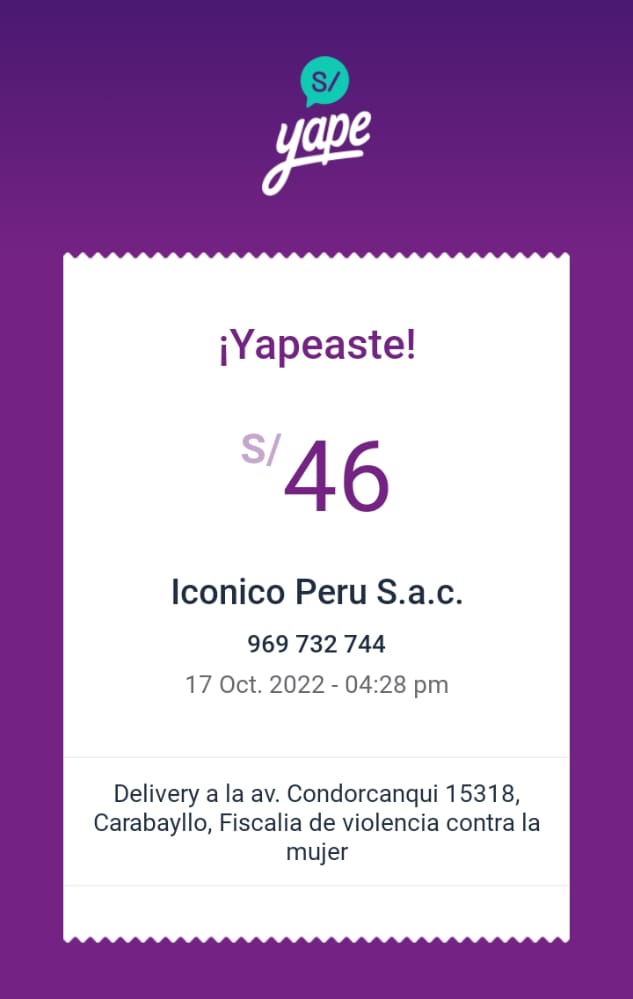 S/
yape
¡Yapeaste!
S/ 46
Iconico Peru S.a.c.
969 732 744
17 Oct. 2022 - 04:28 pm
Delivery a la av. Condorcanqui 15318,
Carabayllo, Fiscalia de violencia contra la
mujer